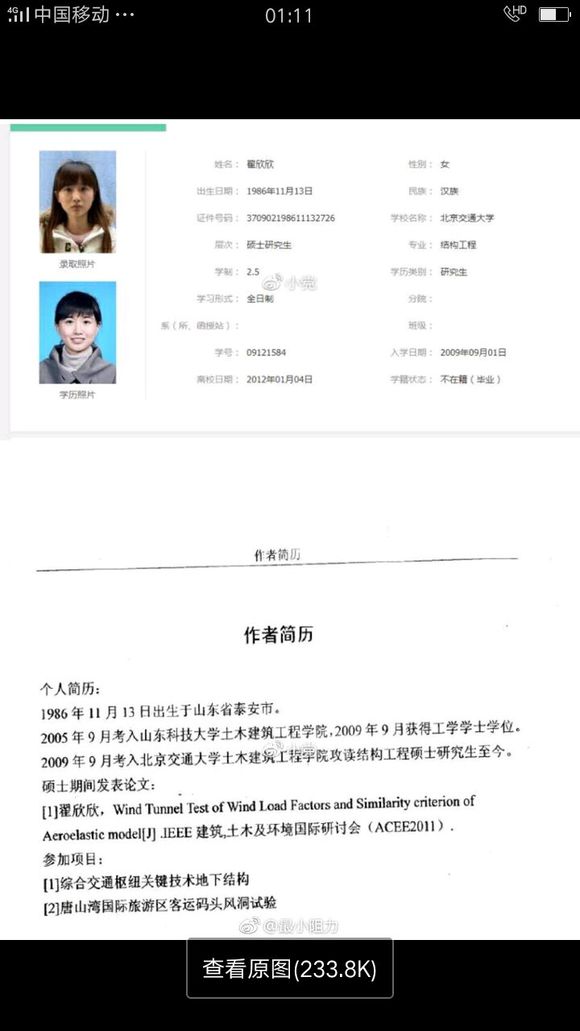 4G 中国移动 ··· 01:11 HD
姓名： 翟欣欣 性别： 女
出生日期： 1986年11月13日 民族： 汉族
证件号码： 370902198611132726 学校名称： 北京交通大学
录取照片
层次： 硕士研究生 专业： 结构工程
学制： 2.5 学历类别： 研究生
学习形式： 全日制 分院：
系（所、函授站）： 班级：
学号： 09121584 入学日期： 2009年09月01日
离校日期： 2012年01月04日 学籍状态： 不在籍（毕业）
学历照片
作者简历
作者简历
个人简历：
1986 年 11 月 13 日出生于山东省泰安市。
2005 年 9 月考入山东科技大学土木建筑工程学院,2009 年 9 月获得工学学士学位。
2009 年 9 月考入北京交通大学土木建筑工程学院攻读结构工程硕士研究生至今。
硕士期间发表论文：
[1]翟欣欣，Wind Tunnel Test of Wind Load Factors and Similarity criterion of
Aeroelastic model[J] .IEEE 建筑,土木及环境国际研讨会（ACEE2011）.
参加项目：
[1]综合交通枢纽关键技术地下结构
[2]唐山湾国际旅游区客运码头风洞试验
@最小阻力
查看原图(233.8K)